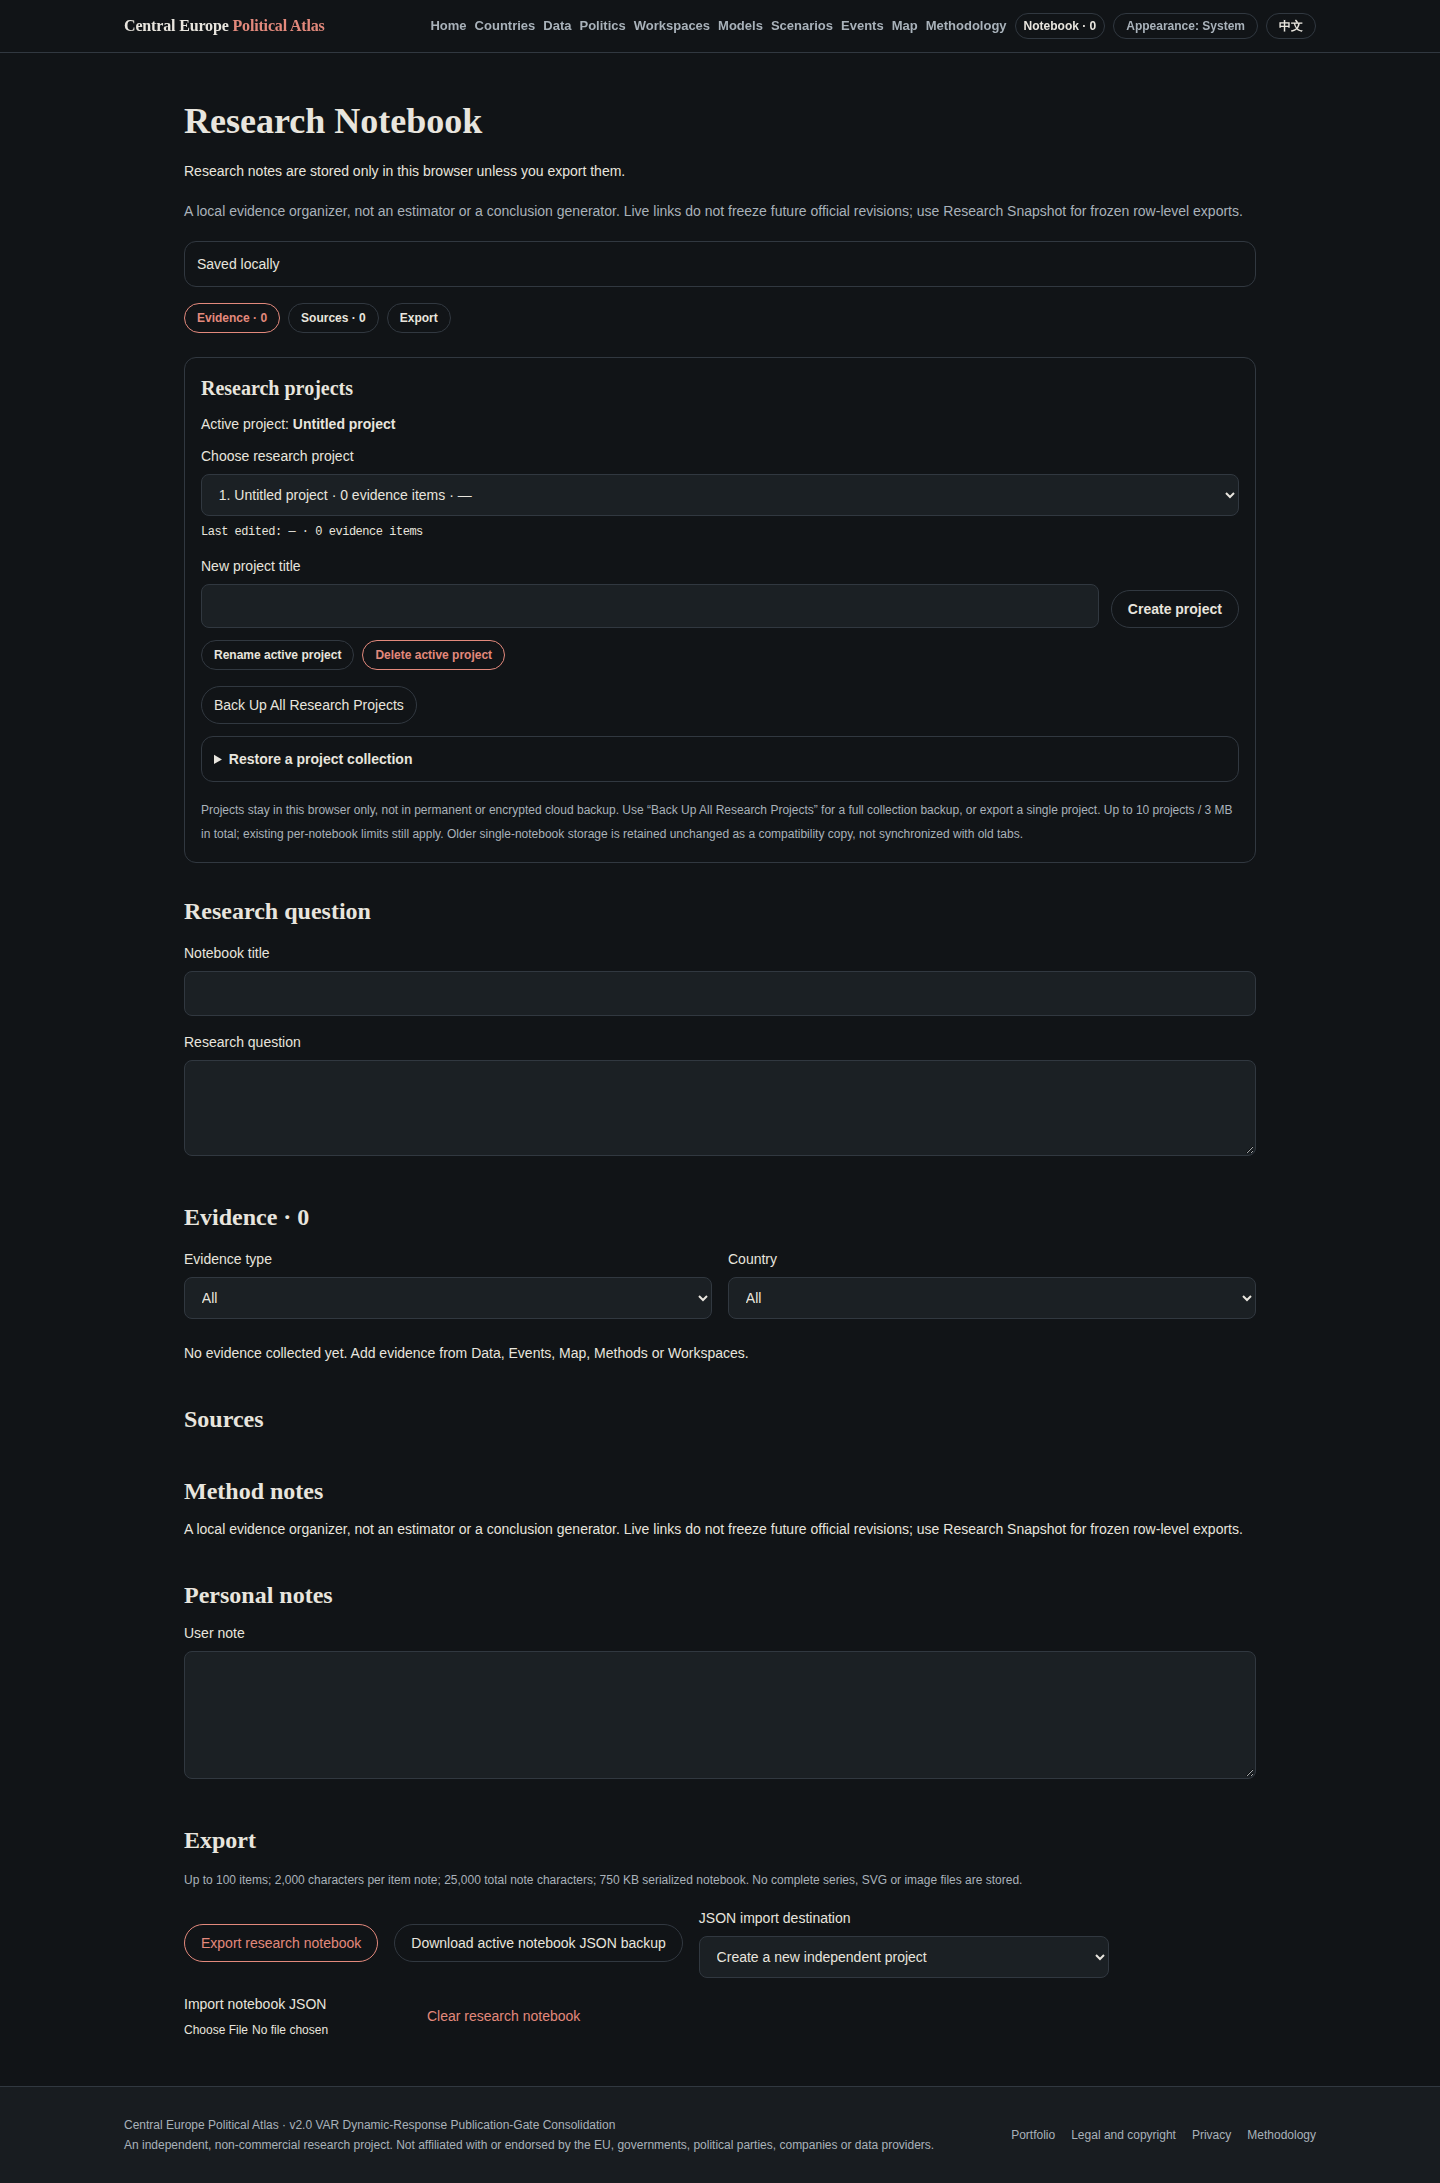 Central Europe Political Atlas
Home Countries Data Politics Workspaces Models Scenarios Events Map Methodology Notebook · 0 Appearance: System 中文
Research Notebook
Research notes are stored only in this browser unless you export them.
A local evidence organizer, not an estimator or a conclusion generator. Live links do not freeze future official revisions; use Research Snapshot for frozen row-level exports.
Saved locally
Evidence · 0 Sources · 0 Export
Research projects
Active project: Untitled project
Choose research project
1. Untitled project · 0 evidence items · —
Last edited: — · 0 evidence items
New project title
Create project
Rename active project Delete active project
Back Up All Research Projects
Restore a project collection
Projects stay in this browser only, not in permanent or encrypted cloud backup. Use “Back Up All Research Projects” for a full collection backup, or export a single project. Up to 10 projects / 3 MB
in total; existing per-notebook limits still apply. Older single-notebook storage is retained unchanged as a compatibility copy, not synchronized with old tabs.
Research question
Notebook title
Research question
Evidence · 0
Evidence type Country
All All
No evidence collected yet. Add evidence from Data, Events, Map, Methods or Workspaces.
Sources
Method notes
A local evidence organizer, not an estimator or a conclusion generator. Live links do not freeze future official revisions; use Research Snapshot for frozen row-level exports.
Personal notes
User note
Export
Up to 100 items; 2,000 characters per item note; 25,000 total note characters; 750 KB serialized notebook. No complete series, SVG or image files are stored.
JSON import destination
Export research notebook Download active notebook JSON backup Create a new independent project
Import notebook JSON
Choose File No file chosen
Clear research notebook
Central Europe Political Atlas · v2.0 VAR Dynamic-Response Publication-Gate Consolidation
An independent, non-commercial research project. Not affiliated with or endorsed by the EU, governments, political parties, companies or data providers.
Portfolio Legal and copyright Privacy Methodology